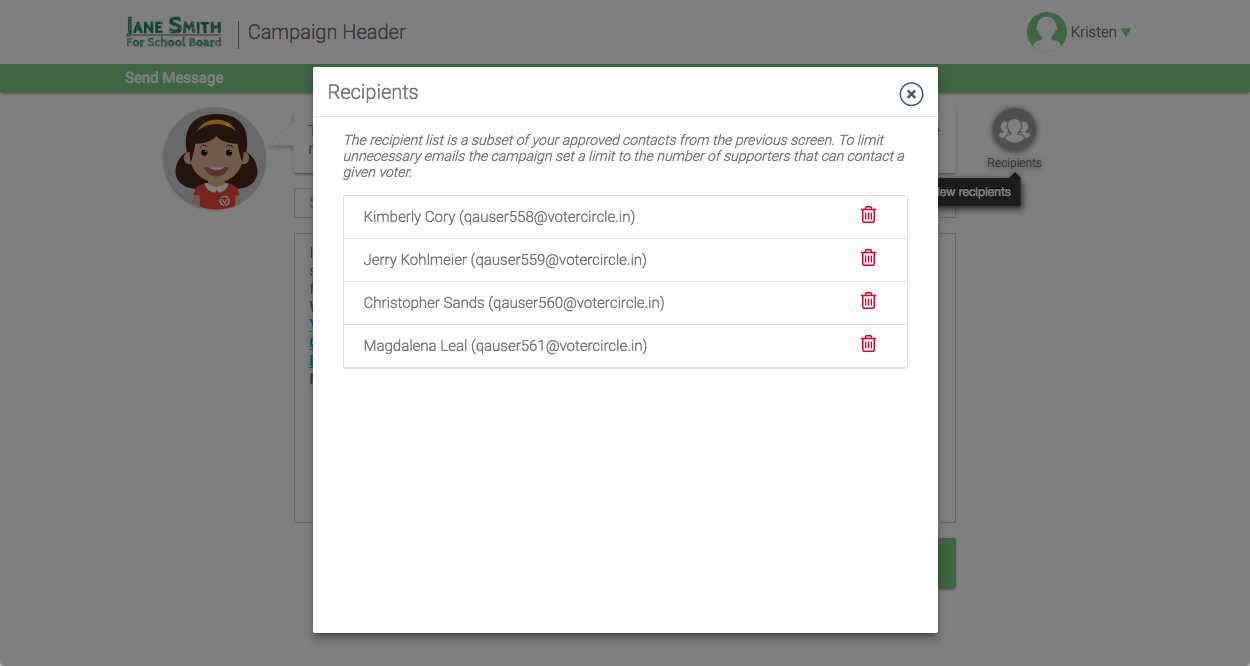 JANE SMITH
For School Board
Campaign Header
Kristen
Send Message
Recipients
The recipient list is a subset of your approved contacts from the previous screen. To limit
unnecessary emails the campaign set a limit to the number of supporters that can contact a
given voter.
Kimberly Cory (qauser558@votercircle.in)
Jerry Kohlmeier (qauser559@votercircle.in)
Christopher Sands (qauser560@votercircle.in)
Magdalena Leal (qauser561@votercircle.in)
Recipients
recipients